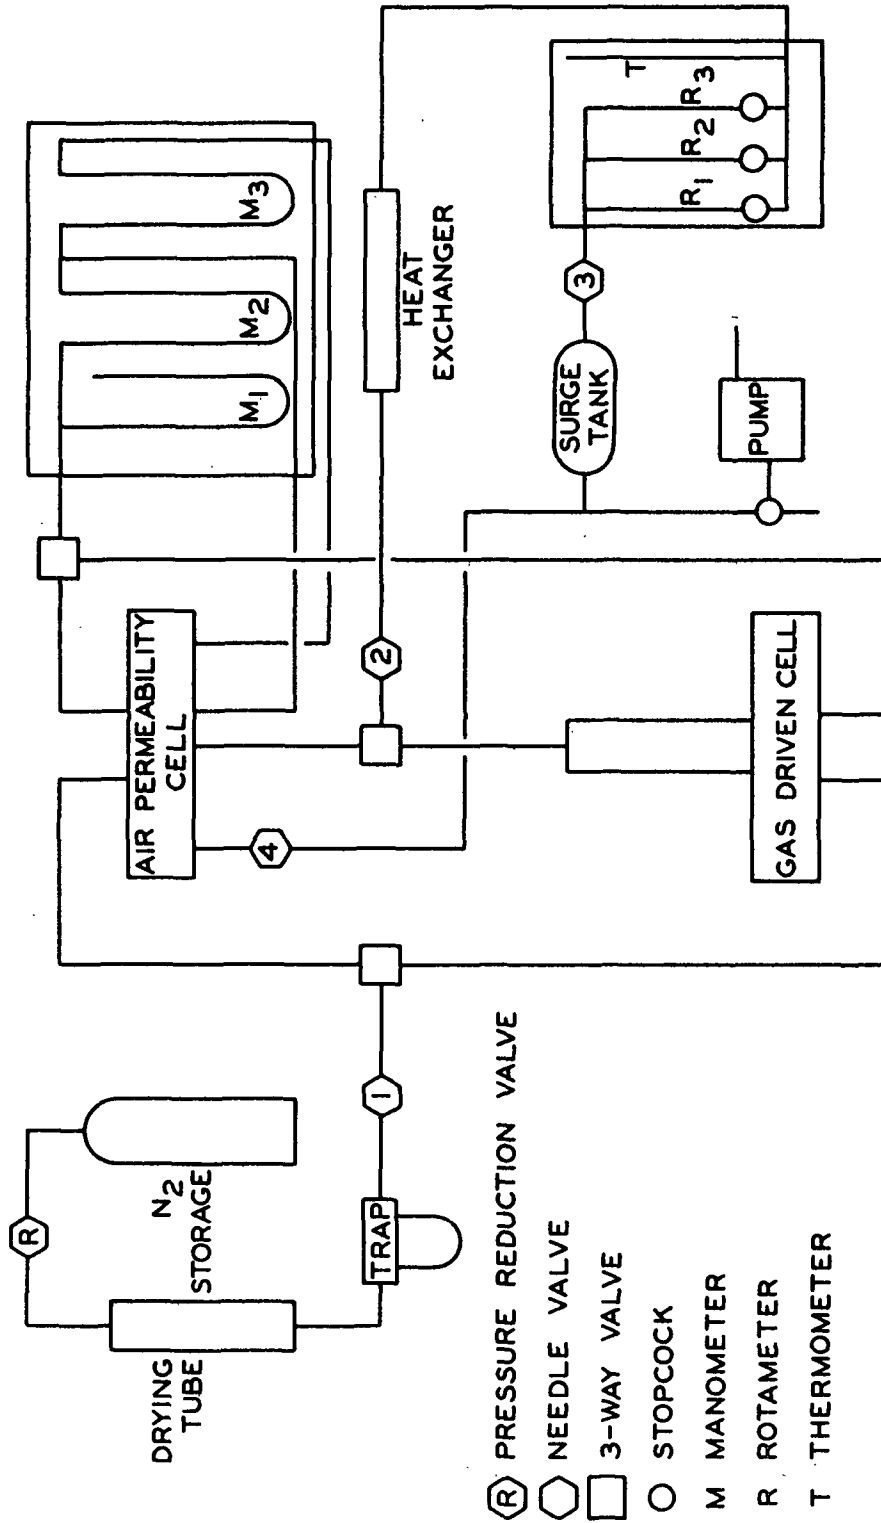 R
DRYING
TUBE
N2
STORAGE
TRAP
1
AIR PERMEABILITY
CELL
4
2
M1
M2
M3
HEAT
EXCHANGER
GAS DRIVEN CELL
SURGE
TANK
3
PUMP
R1
R2
R3
T
R PRESSURE REDUCTION VALVE
NEEDLE VALVE
3-WAY VALVE
STOPCOCK
M MANOMETER
R ROTAMETER
T THERMOMETER